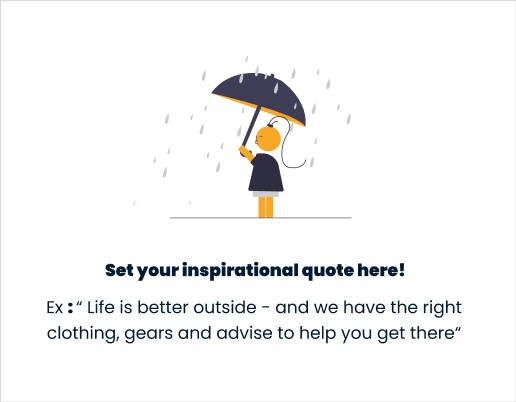 Set your inspirational quote here!
Ex :“ Life is better outside - and we have the right
clothing, gears and advise to help you get there“